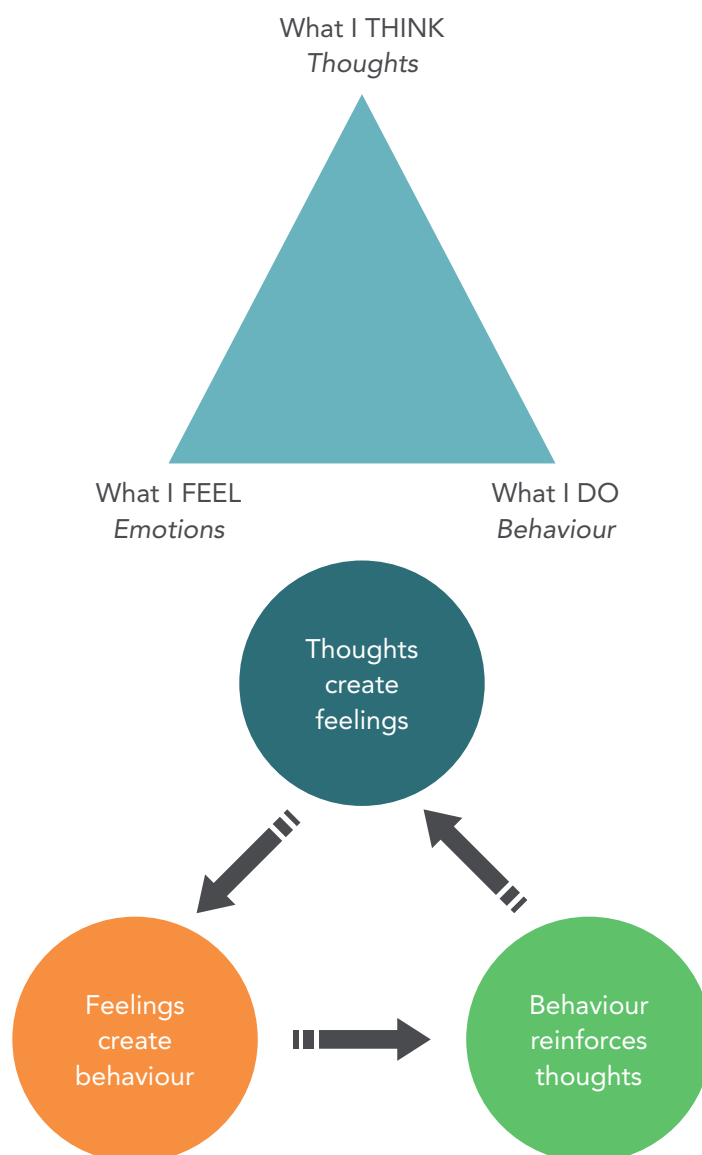 What I THINK
Thoughts
What I FEEL
Emotions
What I DO
Behaviour
Thoughts
create
feelings
Feelings
create
behaviour
Behaviour
reinforces
thoughts